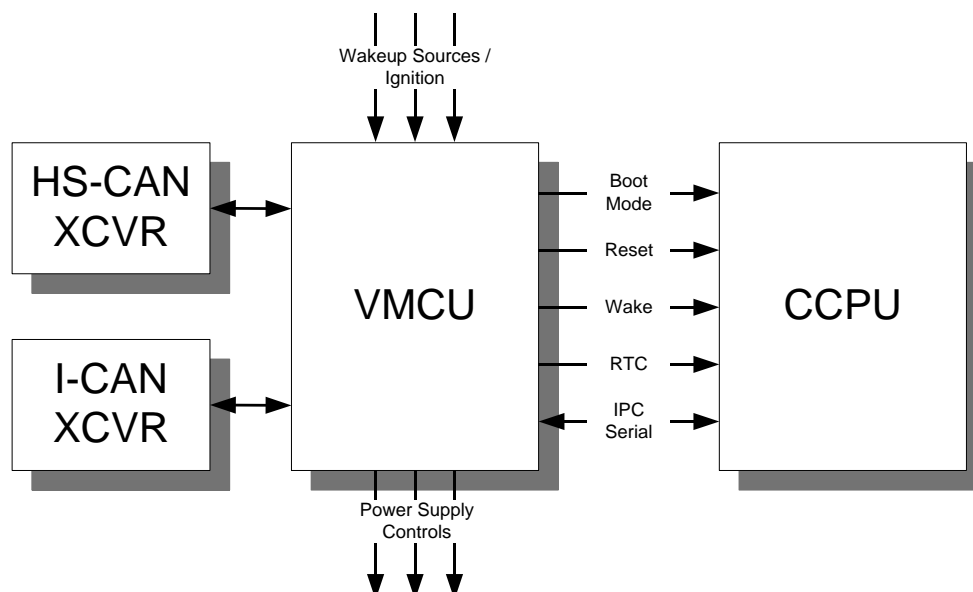 Wakeup Sources /
Ignition
HS-CAN
XCVR
I-CAN
XCVR
VMCU
Boot
Mode
Reset
Wake
RTC
IPC
Serial
CCPU
Power Supply
Controls